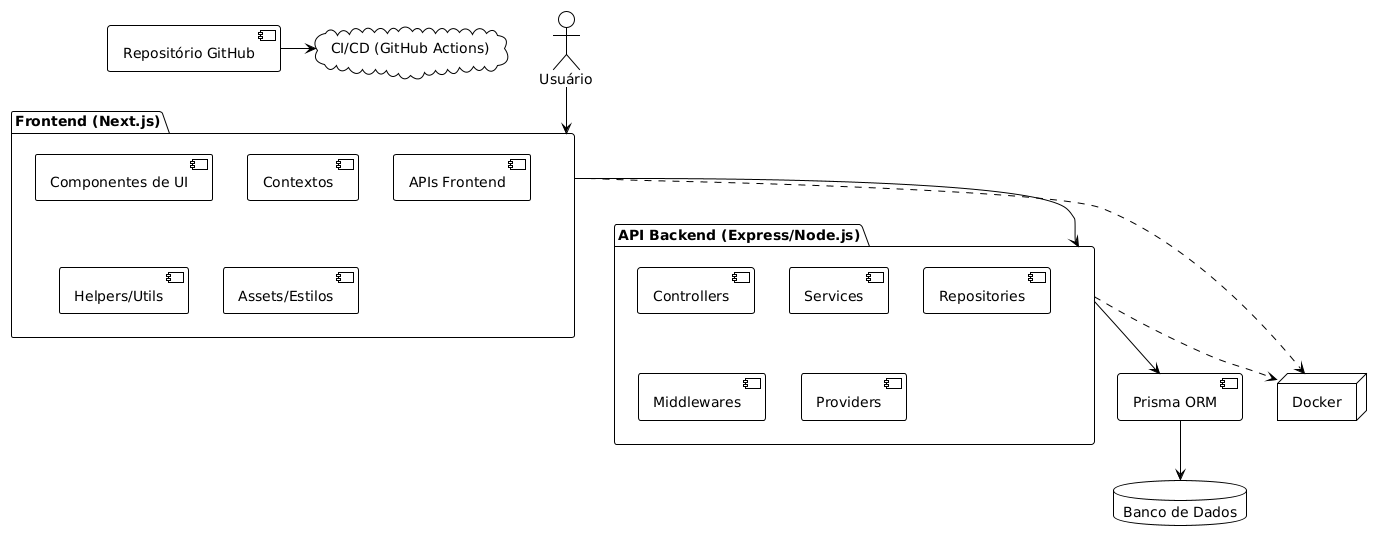 Repositório GitHub
CI/CD (GitHub Actions)
Usuário
Frontend (Next.js)
Componentes de UI
Contextos
APIs Frontend
Helpers/Utils
Assets/Estilos
API Backend (Express/Node.js)
Controllers
Services
Repositories
Middlewares
Providers
Prisma ORM
Docker
Banco de Dados